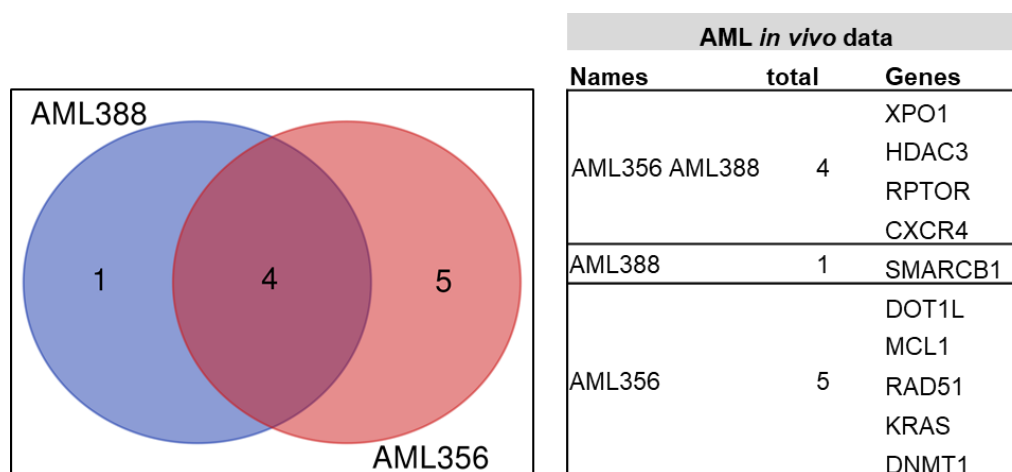 AML388
1
4
5
AML356
AML in vivo data
Names total Genes
AML356 AML388 4
XPO1
HDAC3
RPTOR
CXCR4
AML388 1 SMARCB1
AML356 5
DOT1L
MCL1
RAD51
KRAS
DNMT1